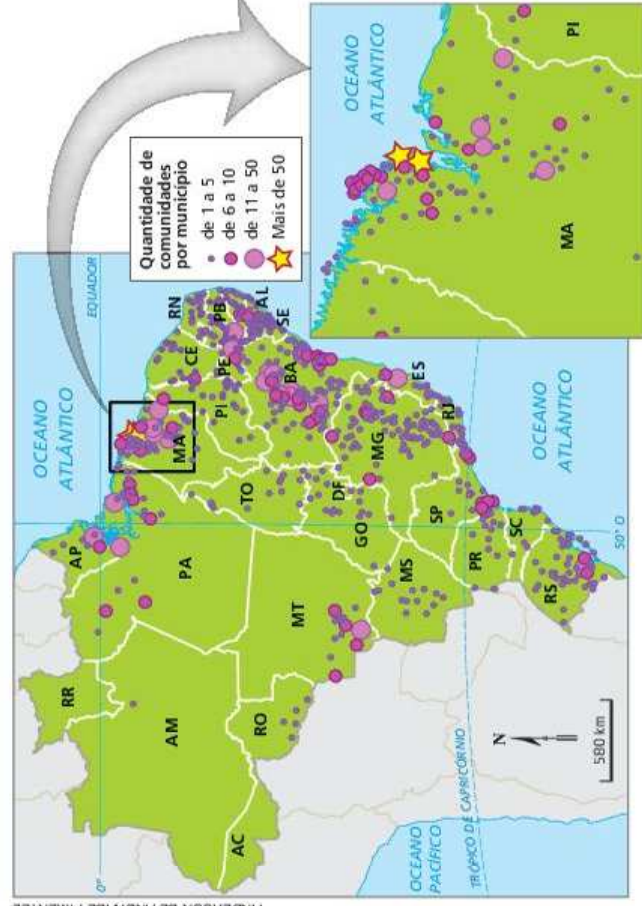 OCEANO
ATLÂNTICO
EQUADOR
0°
Quantidade de
comunidades
por município
de 1 a 5
de 6 a 10
de 11 a 50
Mais de 50
RR
AP
AM
PA
MA
CE
RN
PB
PE
AL
SE
PI
TO
BA
AC
RO
MT
DF
GO
MG
ES
MS
SP
RJ
PR
SC
RS
OCEANO
PACÍFICO
TRÓPICO DE CAPRICÓRNIO
OCEANO
ATLÂNTICO
50° O
N
580 km
OCEANO
ATLÂNTICO
MA
PI